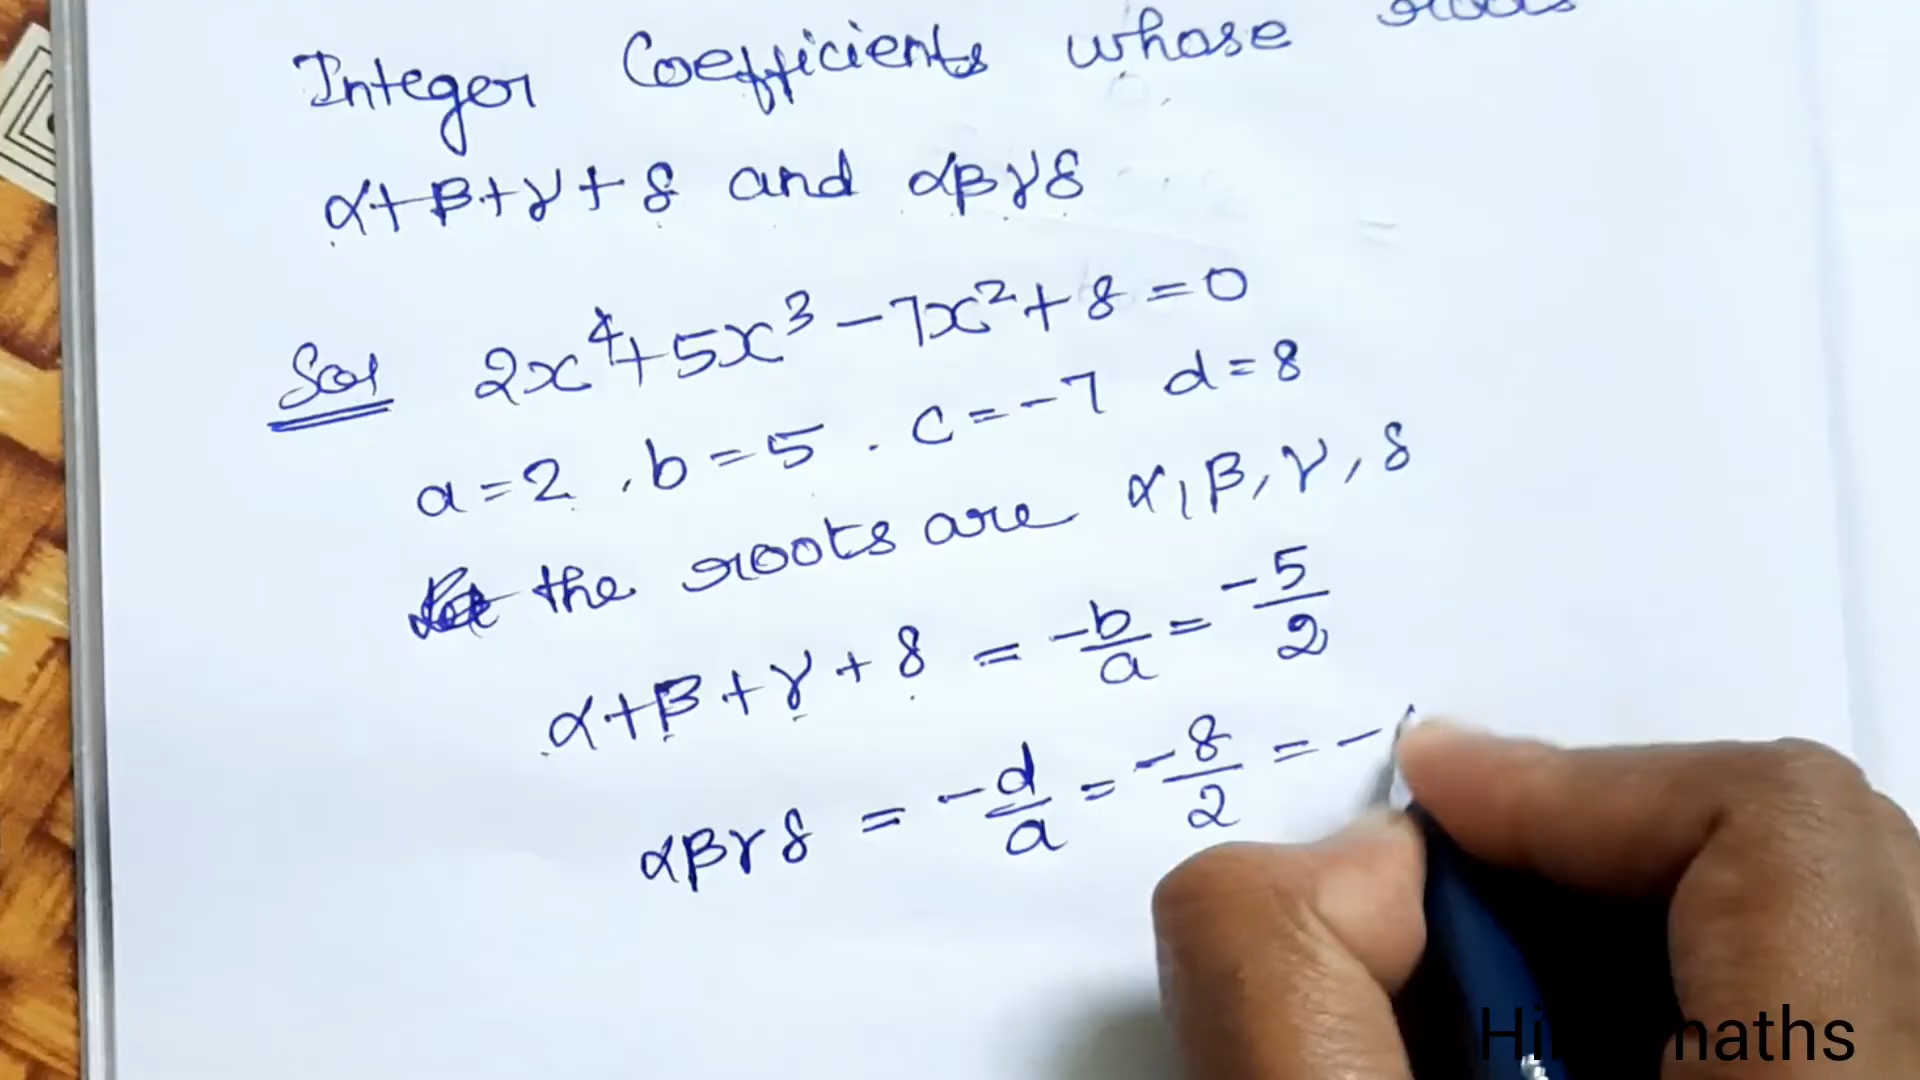 Integer Coefficients whose
α+β+γ+δ and αβγδ
Sol 2x⁴+5x³-7x²+8=0
a=2, b=5. c=-7 d=8
the roots are α, β, γ, δ
α+β+γ+δ = -b/a = -5/2
αβγδ = -d/a = -8/2 = -
maths